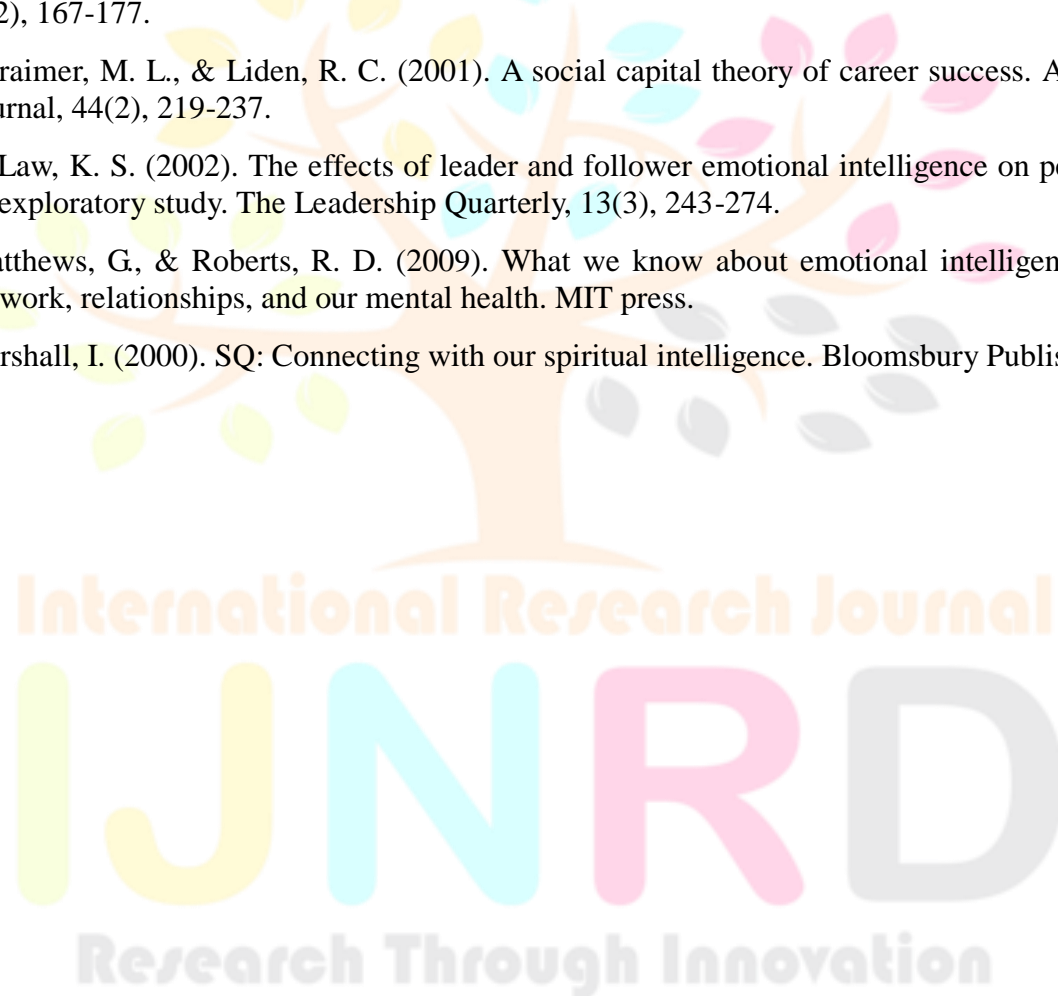 2), 167-177.
raimer, M. L., & Liden, R. C. (2001). A social capital theory of career success. A
urnal, 44(2), 219-237.
Law, K. S. (2002). The effects of leader and follower emotional intelligence on pe
exploratory study. The Leadership Quarterly, 13(3), 243-274.
atthews, G., & Roberts, R. D. (2009). What we know about emotional intelligen
work, relationships, and our mental health. MIT press.
rshall, I. (2000). SQ: Connecting with our spiritual intelligence. Bloomsbury Publis
International Research Journal
IJNRD
Research Through Innovation